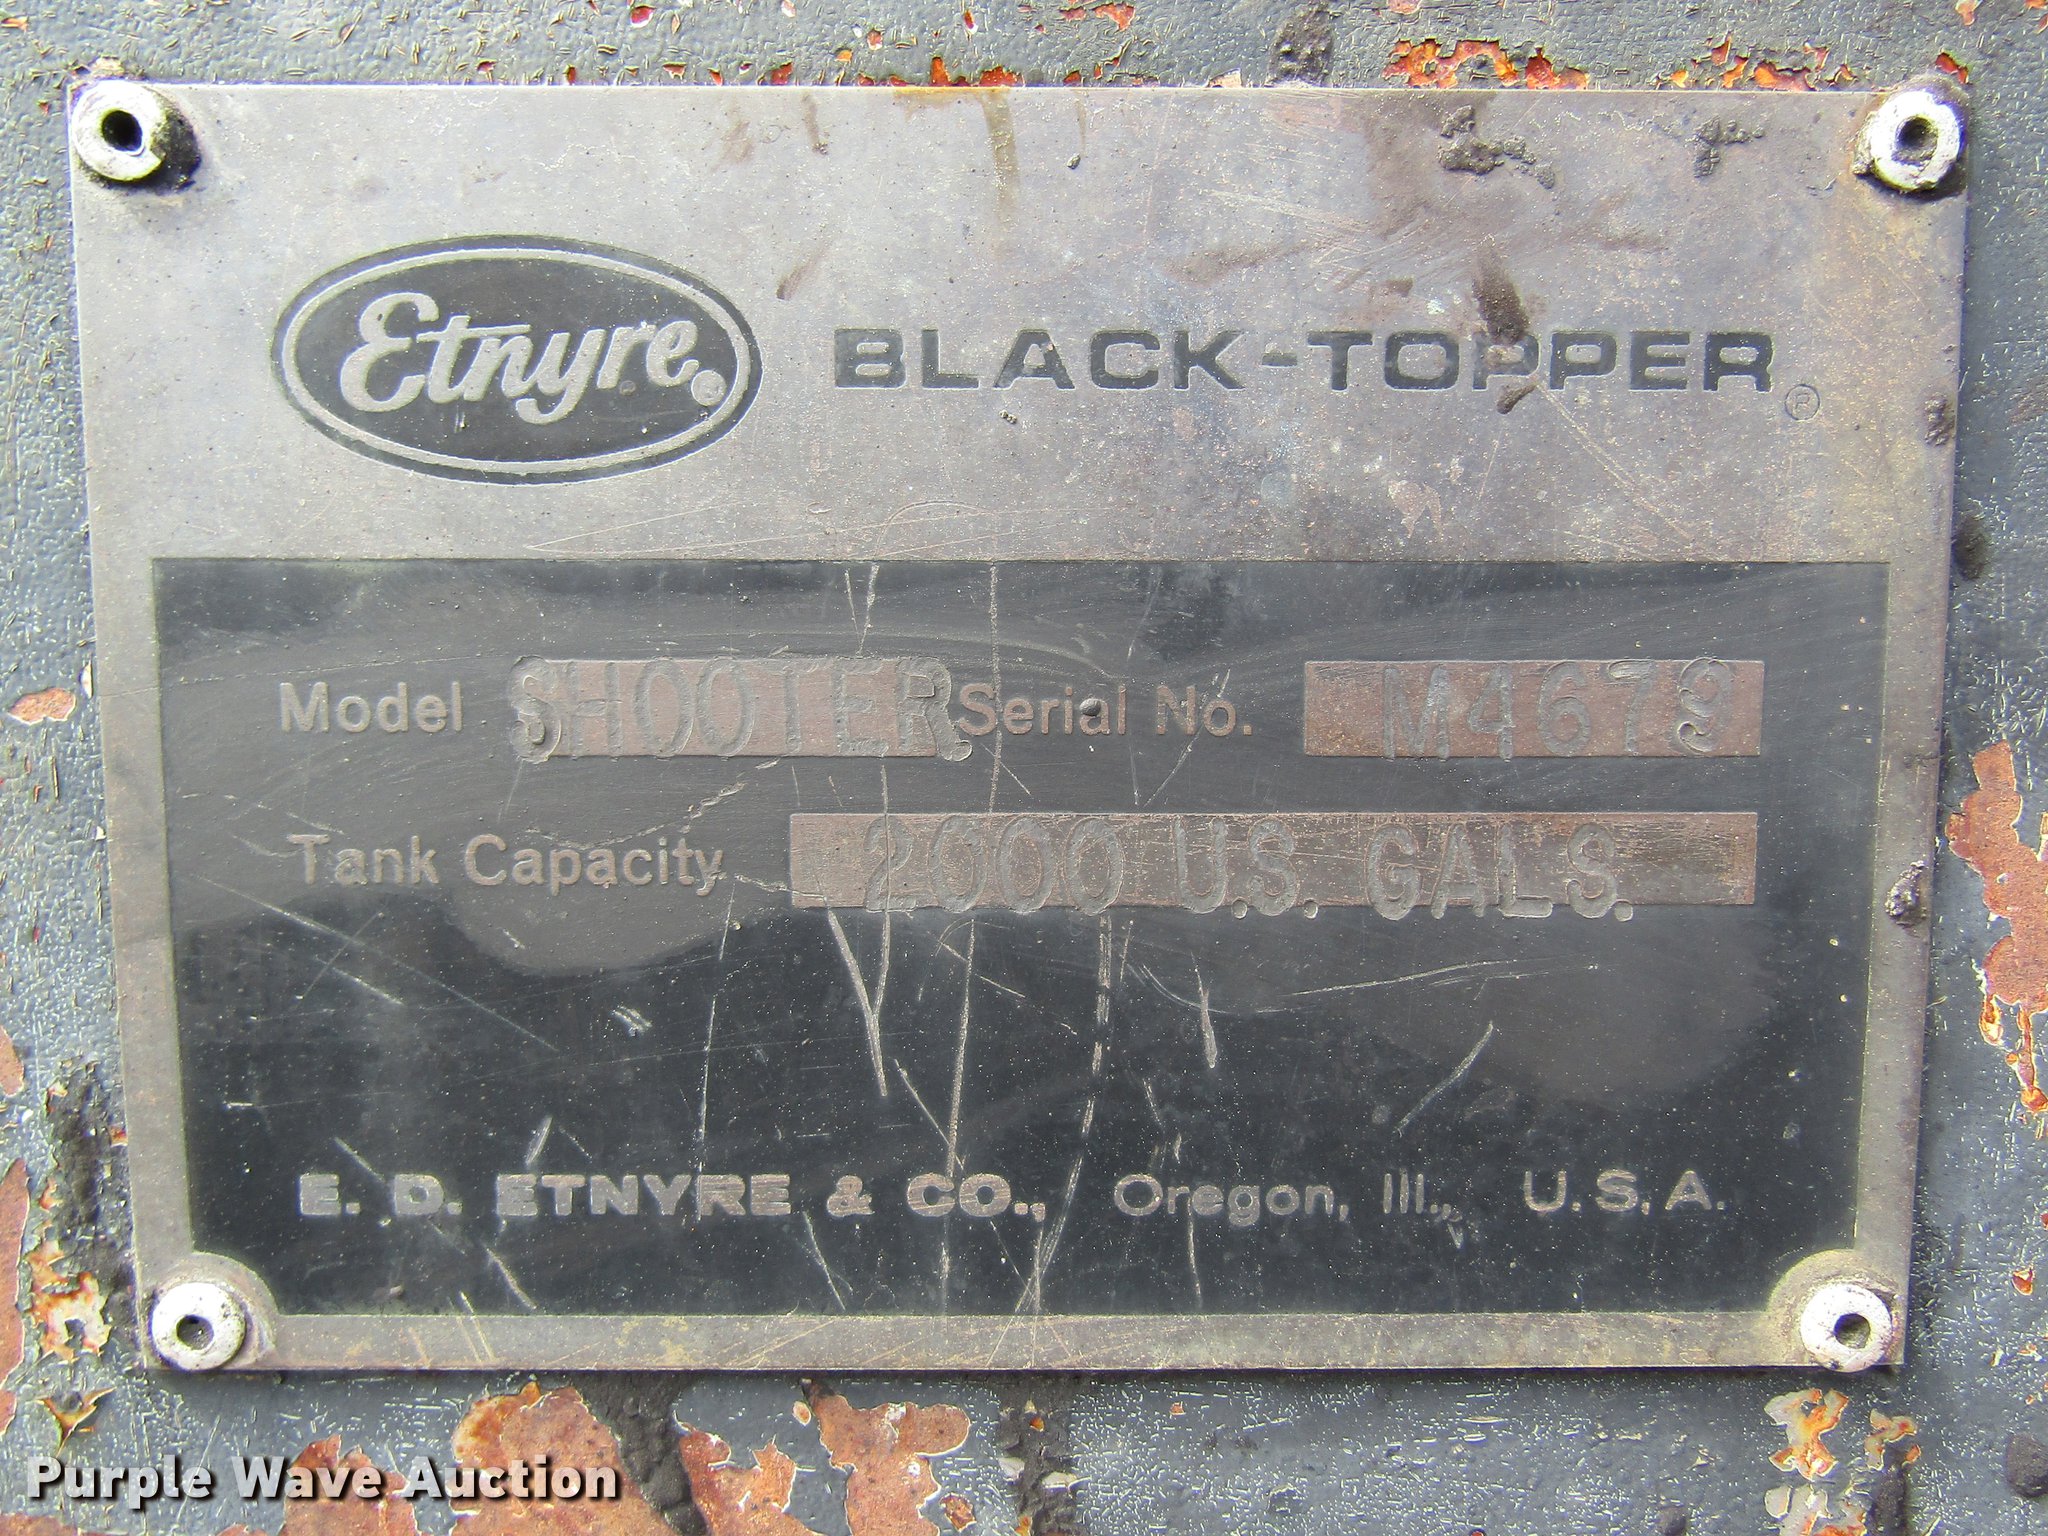 Etnyre® BLACK-TOPPER®
Model SHOOTER Serial No. M4679
Tank Capacity 2000 U.S. GALS.
E. D. ETNYRE & CO., Oregon, Ill., U.S.A.
Purple Wave Auction